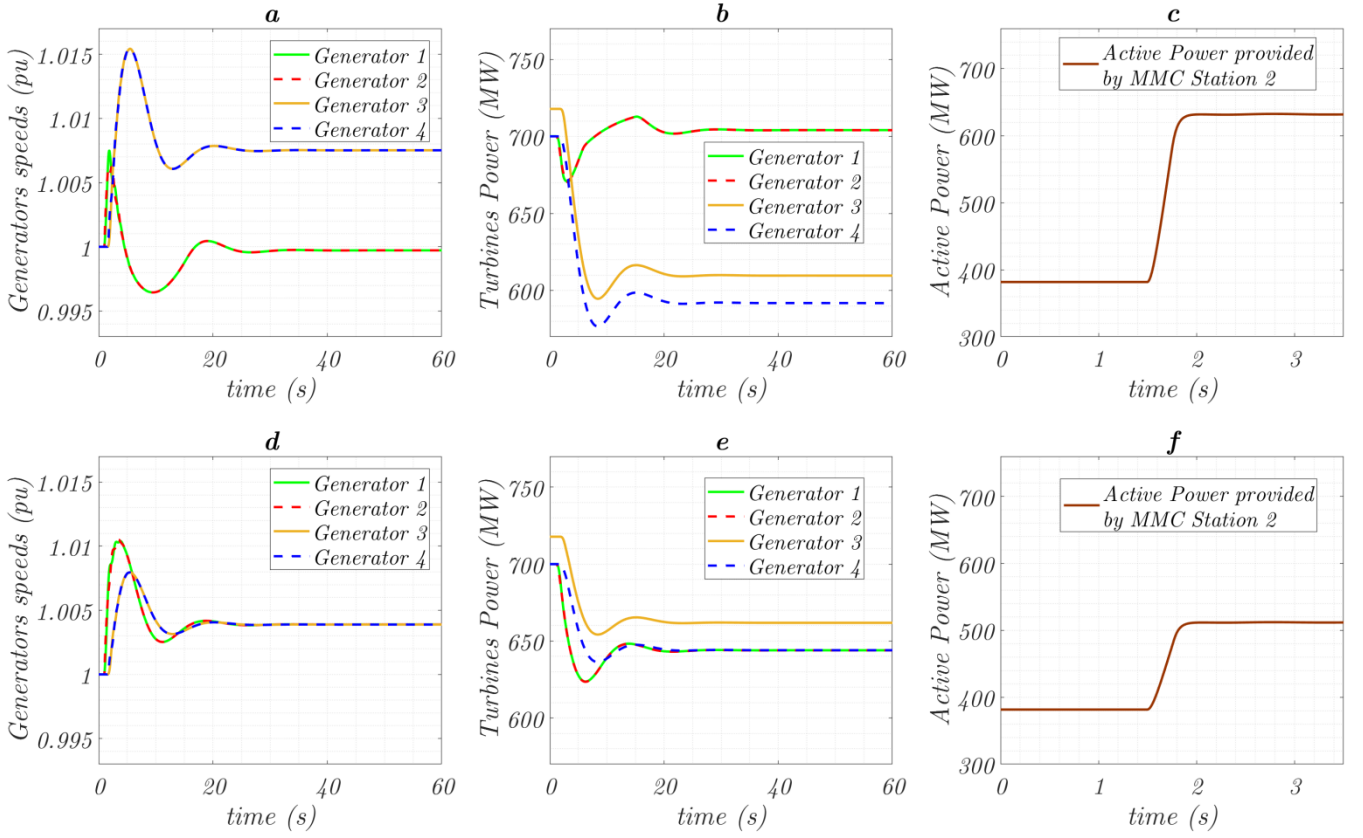 a
Generators speeds (pu)
1.015
1.01
1.005
1
0.995
Generator 1
Generator 2
Generator 3
Generator 4
0 20 40 60
time (s)
b
Turbines Power (MW)
750
700
650
600
Generator 1
Generator 2
Generator 3
Generator 4
0 20 40 60
time (s)
c
Active Power (MW)
700
600
500
400
300
Active Power provided
by MMC Station 2
0 1 2 3
time (s)
d
Generators speeds (pu)
1.015
1.01
1.005
1
0.995
Generator 1
Generator 2
Generator 3
Generator 4
0 20 40 60
time (s)
e
Turbines Power (MW)
750
700
650
600
Generator 1
Generator 2
Generator 3
Generator 4
0 20 40 60
time (s)
f
Active Power (MW)
700
600
500
400
300
Active Power provided
by MMC Station 2
0 1 2 3
time (s)